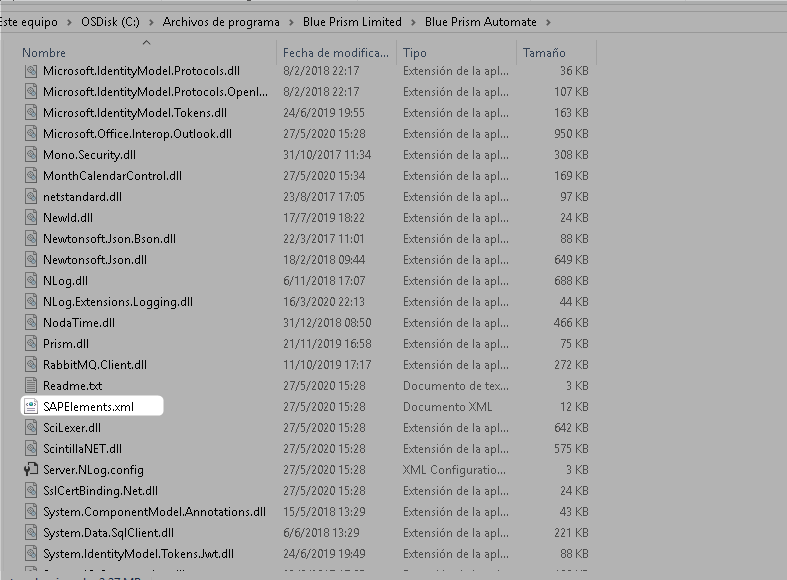 Este equipo > OSDisk (C:) > Archivos de programa > Blue Prism Limited > Blue Prism Automate >
Nombre Fecha de modifica... Tipo Tamaño
Microsoft.IdentityModel.Protocols.dll 8/2/2018 22:17 Extensión de la apl... 36 KB
Microsoft.IdentityModel.Protocols.OpenI... 8/2/2018 22:17 Extensión de la apl... 107 KB
Microsoft.IdentityModel.Tokens.dll 24/6/2019 19:55 Extensión de la apl... 163 KB
Microsoft.Office.Interop.Outlook.dll 27/5/2020 15:28 Extensión de la apl... 950 KB
Mono.Security.dll 31/10/2017 11:34 Extensión de la apl... 308 KB
MonthCalendarControl.dll 27/5/2020 15:34 Extensión de la apl... 169 KB
netstandard.dll 23/8/2017 17:05 Extensión de la apl... 97 KB
NewId.dll 17/7/2019 18:22 Extensión de la apl... 24 KB
Newtonsoft.Json.Bson.dll 22/3/2017 11:01 Extensión de la apl... 88 KB
Newtonsoft.Json.dll 18/2/2018 09:44 Extensión de la apl... 649 KB
NLog.dll 6/11/2018 17:07 Extensión de la apl... 688 KB
NLog.Extensions.Logging.dll 16/3/2020 22:13 Extensión de la apl... 44 KB
NodaTime.dll 31/12/2018 08:50 Extensión de la apl... 466 KB
Prism.dll 21/11/2019 16:58 Extensión de la apl... 75 KB
RabbitMQ.Client.dll 11/10/2019 17:17 Extensión de la apl... 272 KB
Readme.txt 27/5/2020 15:28 Documento de tex... 3 KB
SAPElements.xml 27/5/2020 15:28 Documento XML 12 KB
SciLexer.dll 27/5/2020 15:28 Extensión de la apl... 642 KB
ScintillaNET.dll 27/5/2020 15:28 Extensión de la apl... 575 KB
Server.NLog.config 27/5/2020 15:28 XML Configuratio... 3 KB
SslCertBinding.Net.dll 27/5/2020 15:28 Extensión de la apl... 24 KB
System.ComponentModel.Annotations.dll 15/5/2018 13:29 Extensión de la apl... 43 KB
System.Data.SqlClient.dll 6/6/2018 13:29 Extensión de la apl... 221 KB
System.IdentityModel.Tokens.Jwt.dll 24/6/2019 19:49 Extensión de la apl... 88 KB